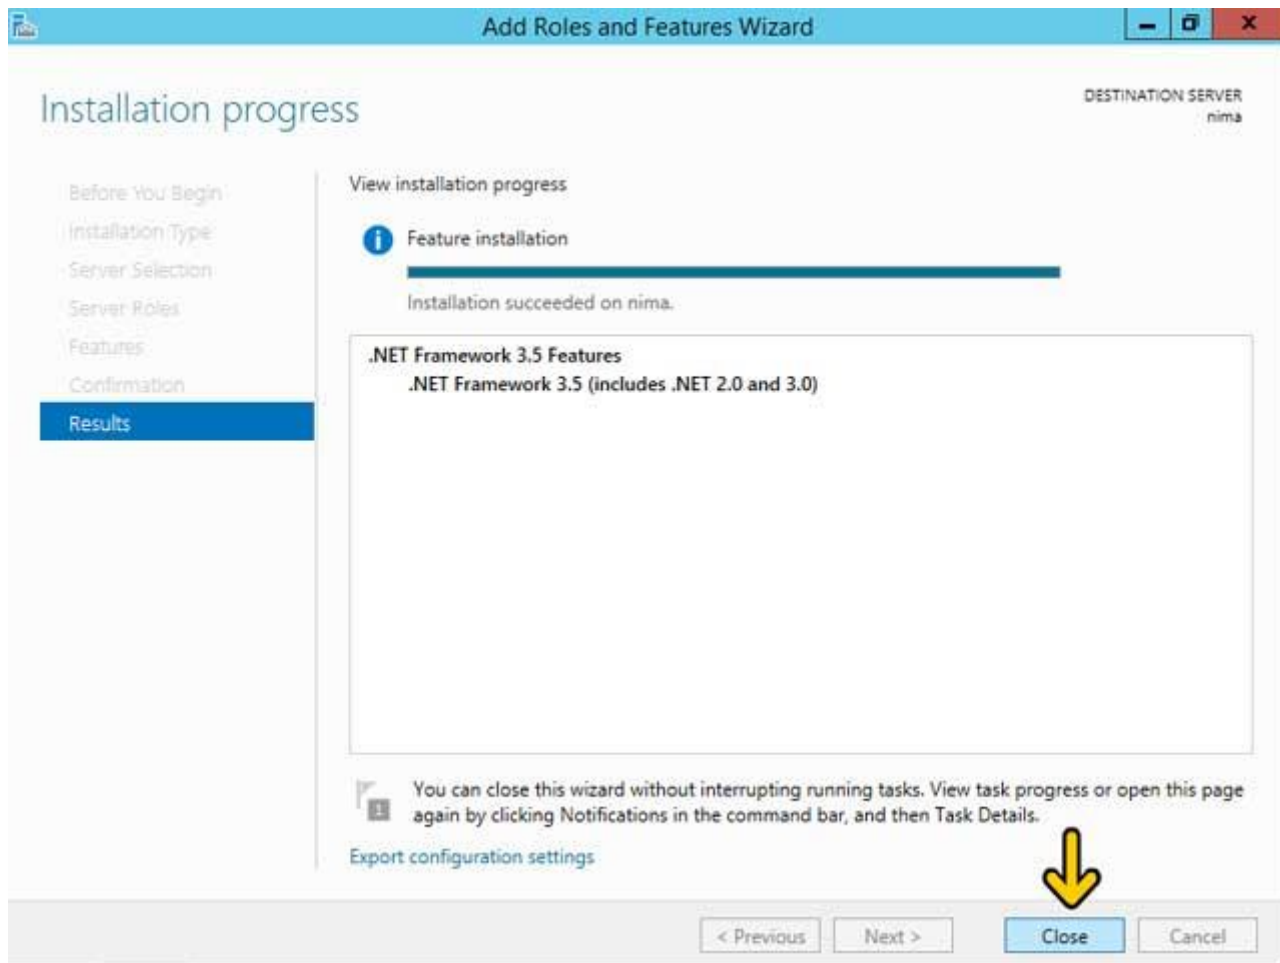 Add Roles and Features Wizard
Installation progress
DESTINATION SERVER
nima
Before You Begin
Installation Type
Server Selection
Server Roles
Features
Confirmation
Results
View installation progress
Feature installation
Installation succeeded on nima.
.NET Framework 3.5 Features
.NET Framework 3.5 (includes .NET 2.0 and 3.0)
You can close this wizard without interrupting running tasks. View task progress or open this page
again by clicking Notifications in the command bar, and then Task Details.
Export configuration settings
< Previous
Next >
Close
Cancel